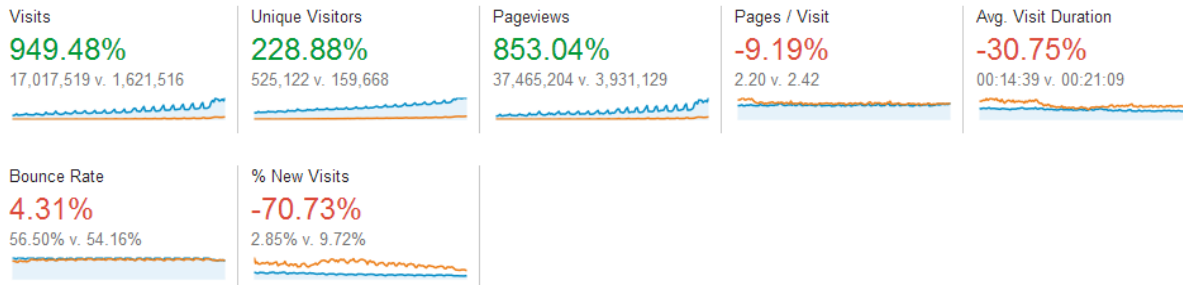 Visits
949.48%
17,017,519 v. 1,621,516
Unique Visitors
228.88%
525,122 v. 159,668
Pageviews
853.04%
37,465,204 v. 3,931,129
Pages / Visit
-9.19%
2.20 v. 2.42
Avg. Visit Duration
-30.75%
00:14:39 v. 00:21:09
Bounce Rate
4.31%
56.50% v. 54.16%
% New Visits
-70.73%
2.85% v. 9.72%